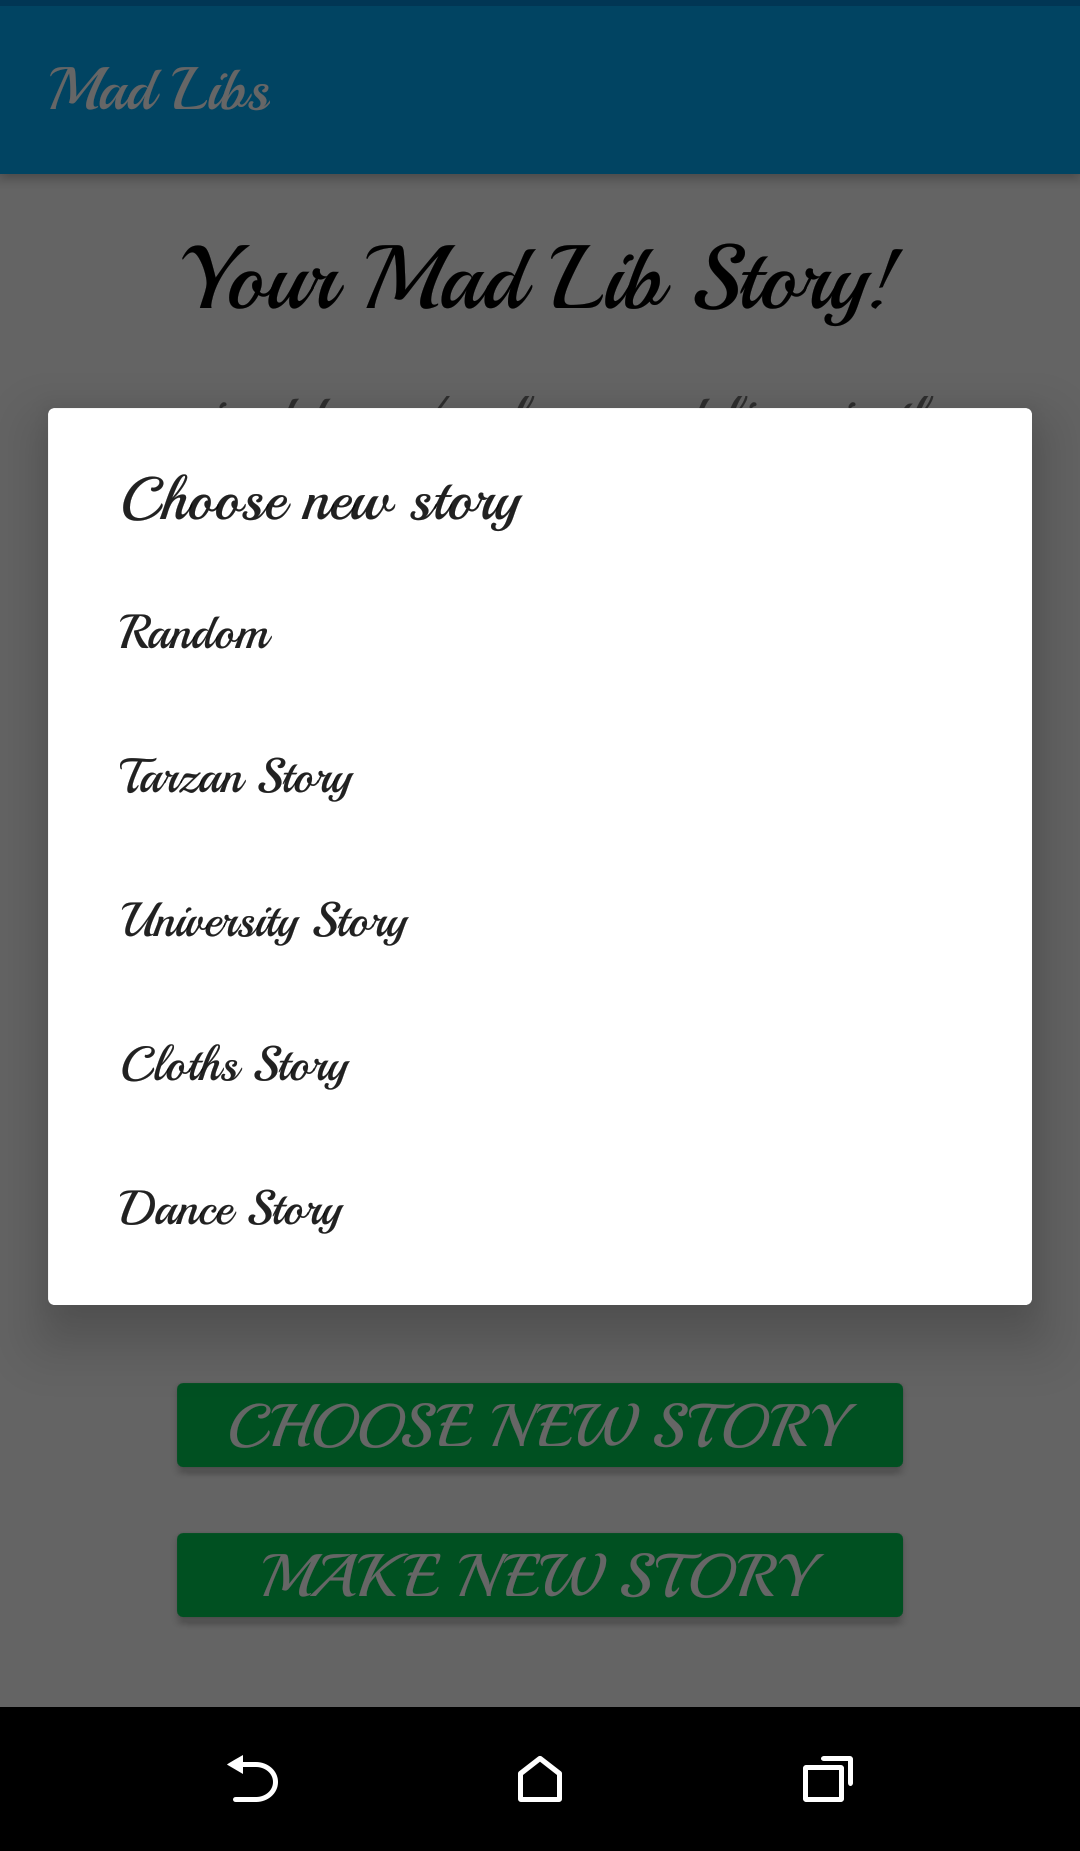 Mad Libs
Your Mad Lib Story!
Choose new story
Random
Tarzan Story
University Story
Cloths Story
Dance Story
CHOOSE NEW STORY
MAKE NEW STORY